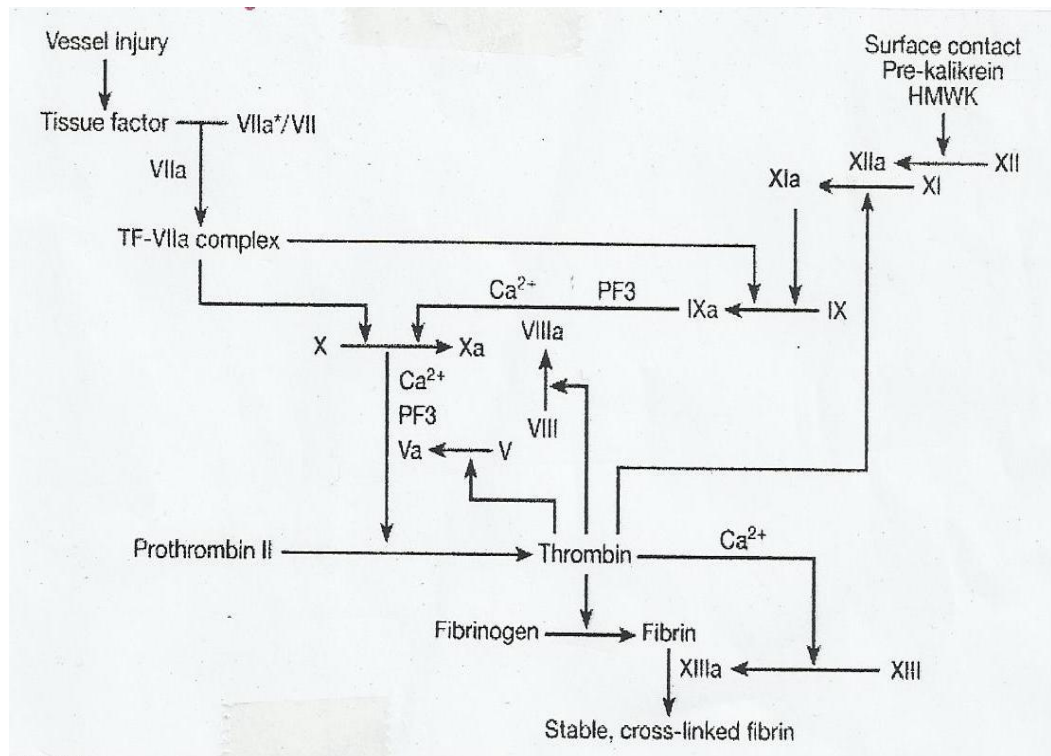 Vessel injury
Tissue factor
VIIa*/VII
VIIa
TF-VIIa complex
Surface contact
Pre-kalikrein
HMWK
XIIa
XII
XIa
XI
Ca2+
PF3
IXa
IX
X
Xa
VIIIa
VIII
Ca2+
PF3
Va
V
Prothrombin II
Thrombin
Ca2+
Fibrinogen
Fibrin
XIIIa
XIII
Stable, cross-linked fibrin